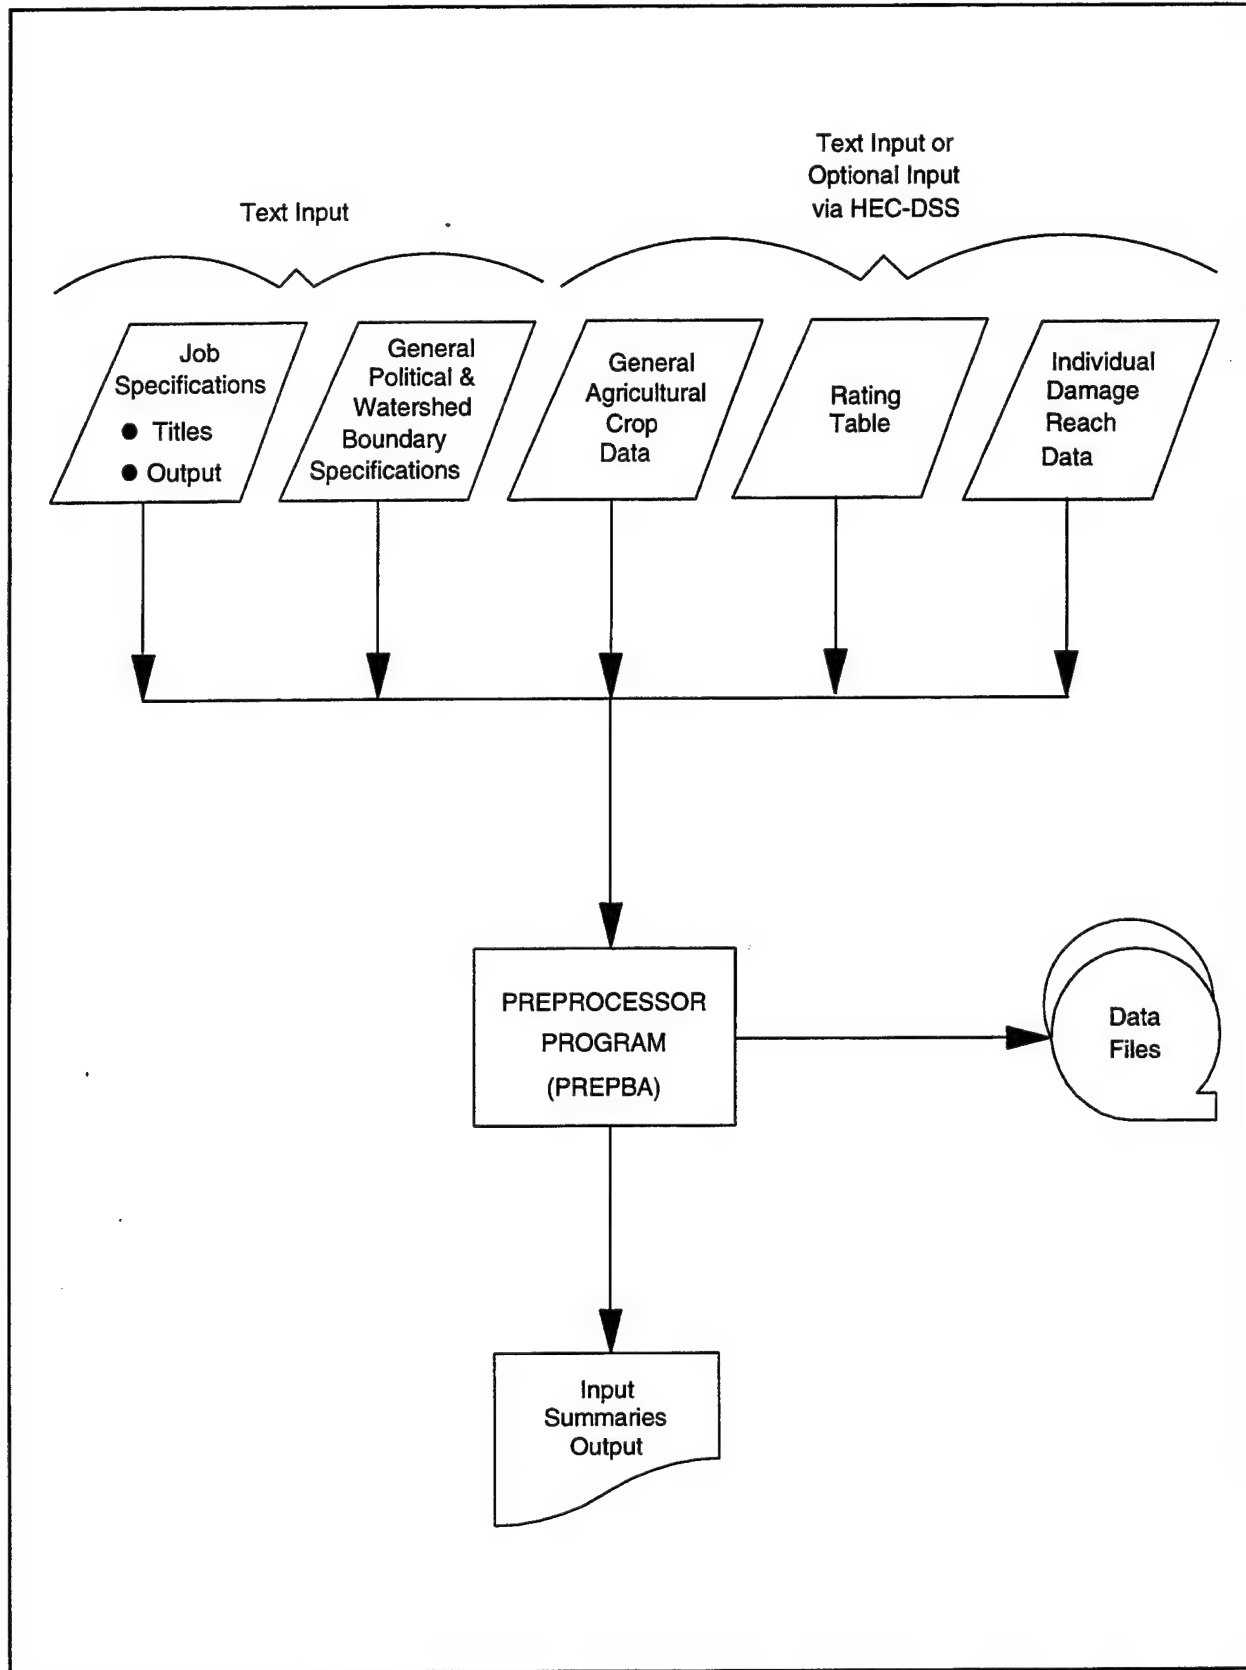 Text Input
Text Input or
Optional Input
via HEC-DSS
Job
Specifications
● Titles
● Output
General
Political &
Watershed
Boundary
Specifications
General
Agricultural
Crop
Data
Rating
Table
Individual
Damage
Reach
Data
PREPROCESSOR
PROGRAM
(PREPBA)
Data
Files
Input
Summaries
Output